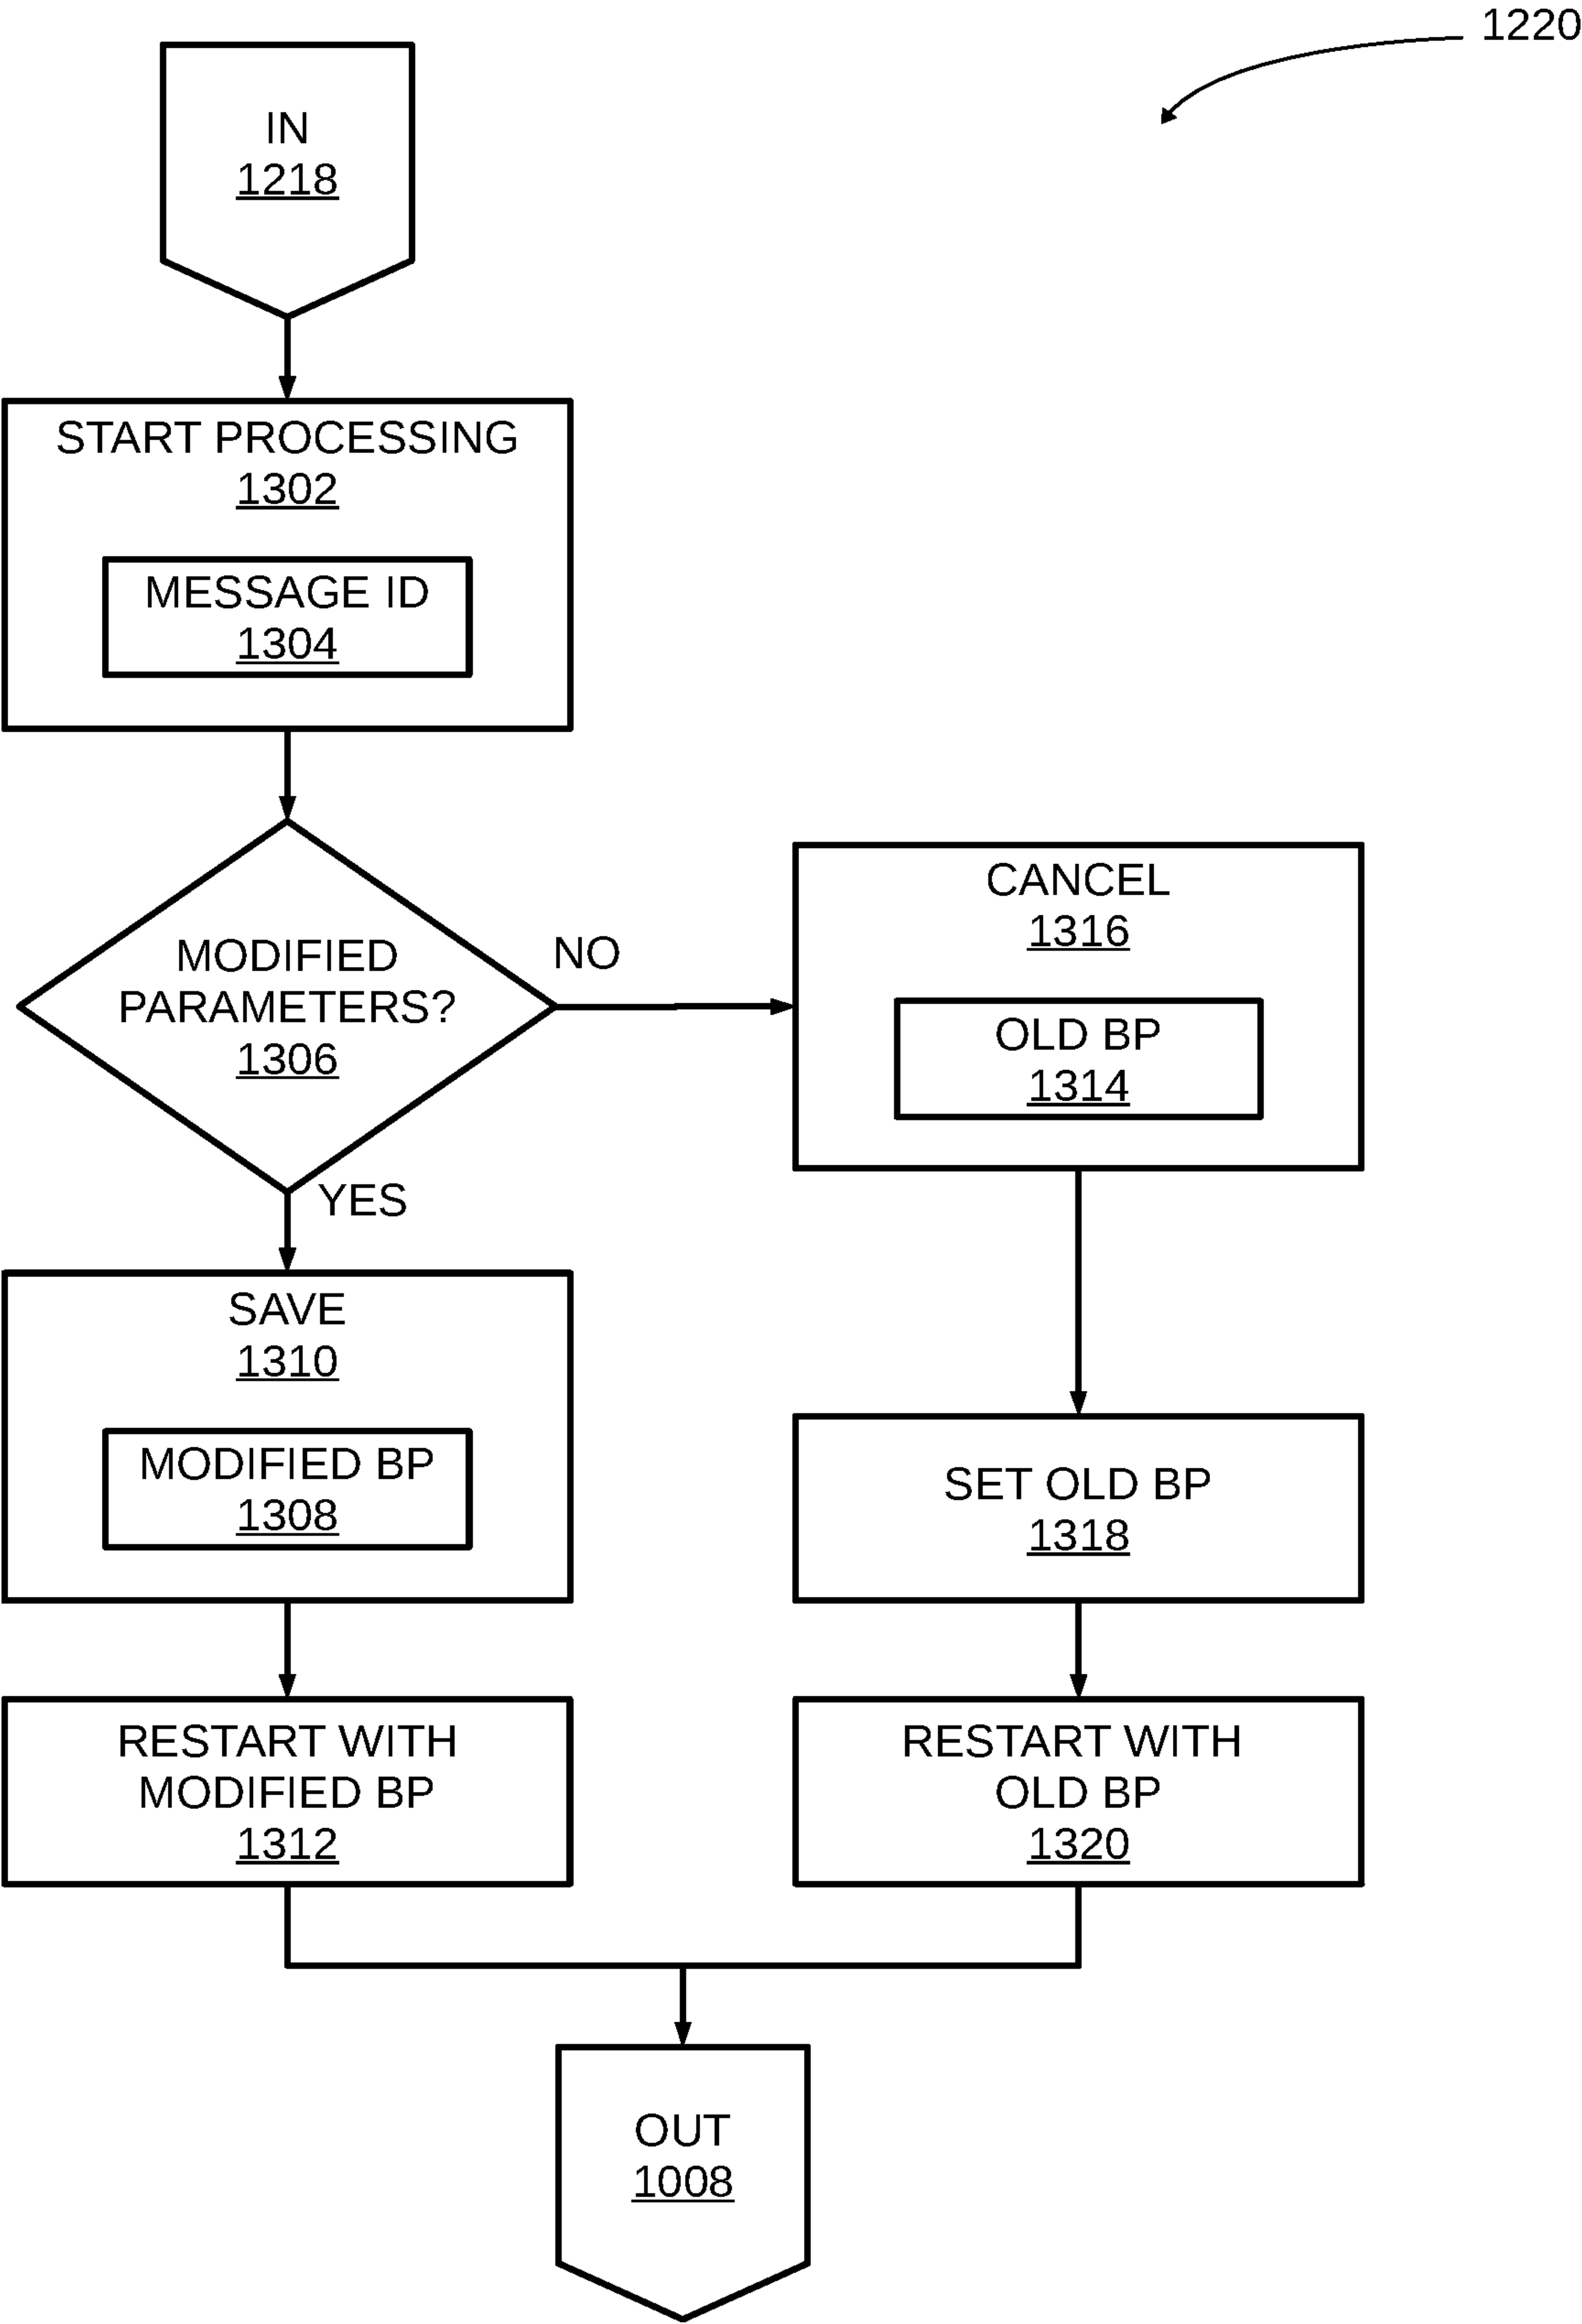 1220
IN
1218
START PROCESSING
1302
MESSAGE ID
1304
MODIFIED
PARAMETERS?
1306
NO
YES
CANCEL
1316
OLD BP
1314
SAVE
1310
MODIFIED BP
1308
SET OLD BP
1318
RESTART WITH
MODIFIED BP
1312
RESTART WITH
OLD BP
1320
OUT
1008